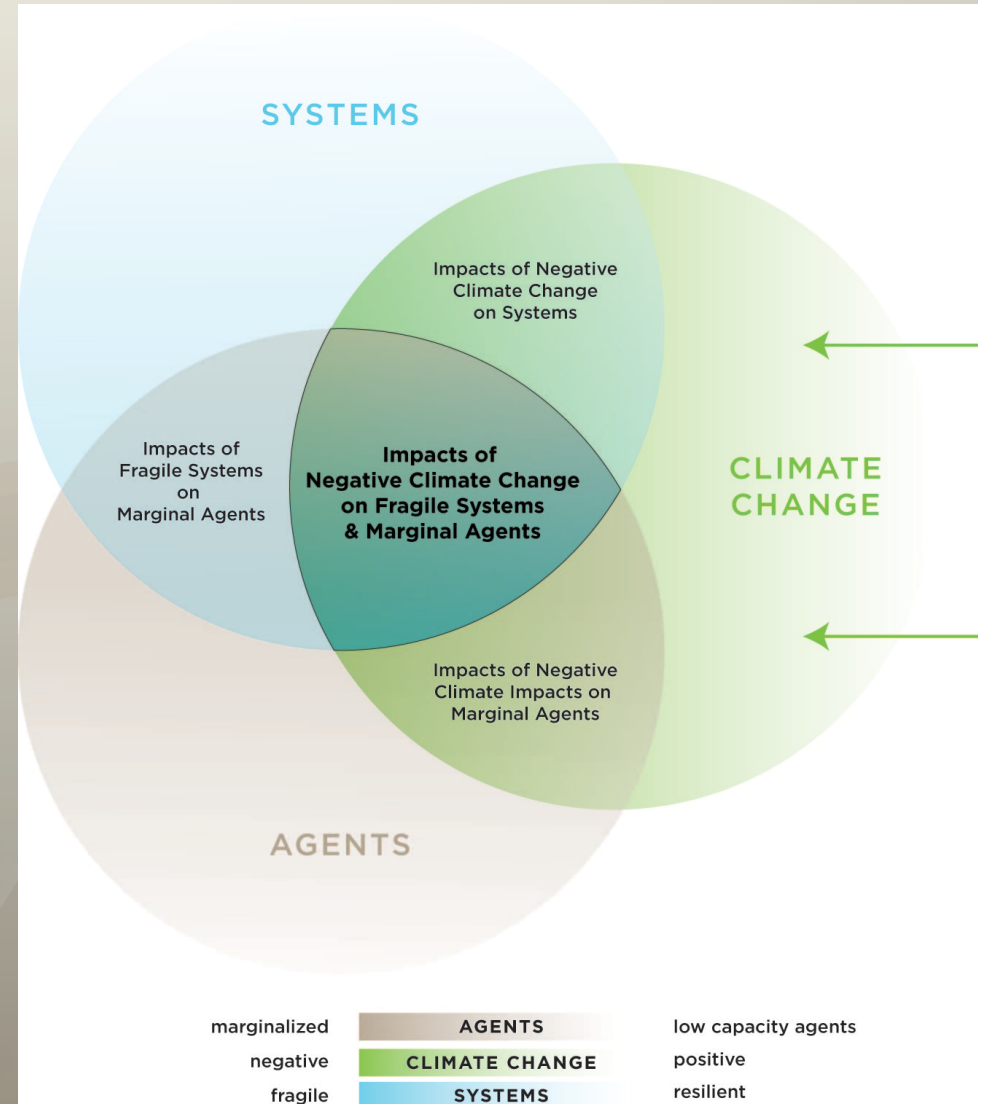 SYSTEMS
Impacts of Negative
Climate Change
on Systems
Impacts of
Fragile Systems
on
Marginal Agents
Impacts of
Negative Climate Change
on Fragile Systems
& Marginal Agents
CLIMATE
CHANGE
Impacts of Negative
Climate Impacts on
Marginal Agents
AGENTS
marginalized AGENTS low capacity agents
negative CLIMATE CHANGE positive
fragile SYSTEMS resilient